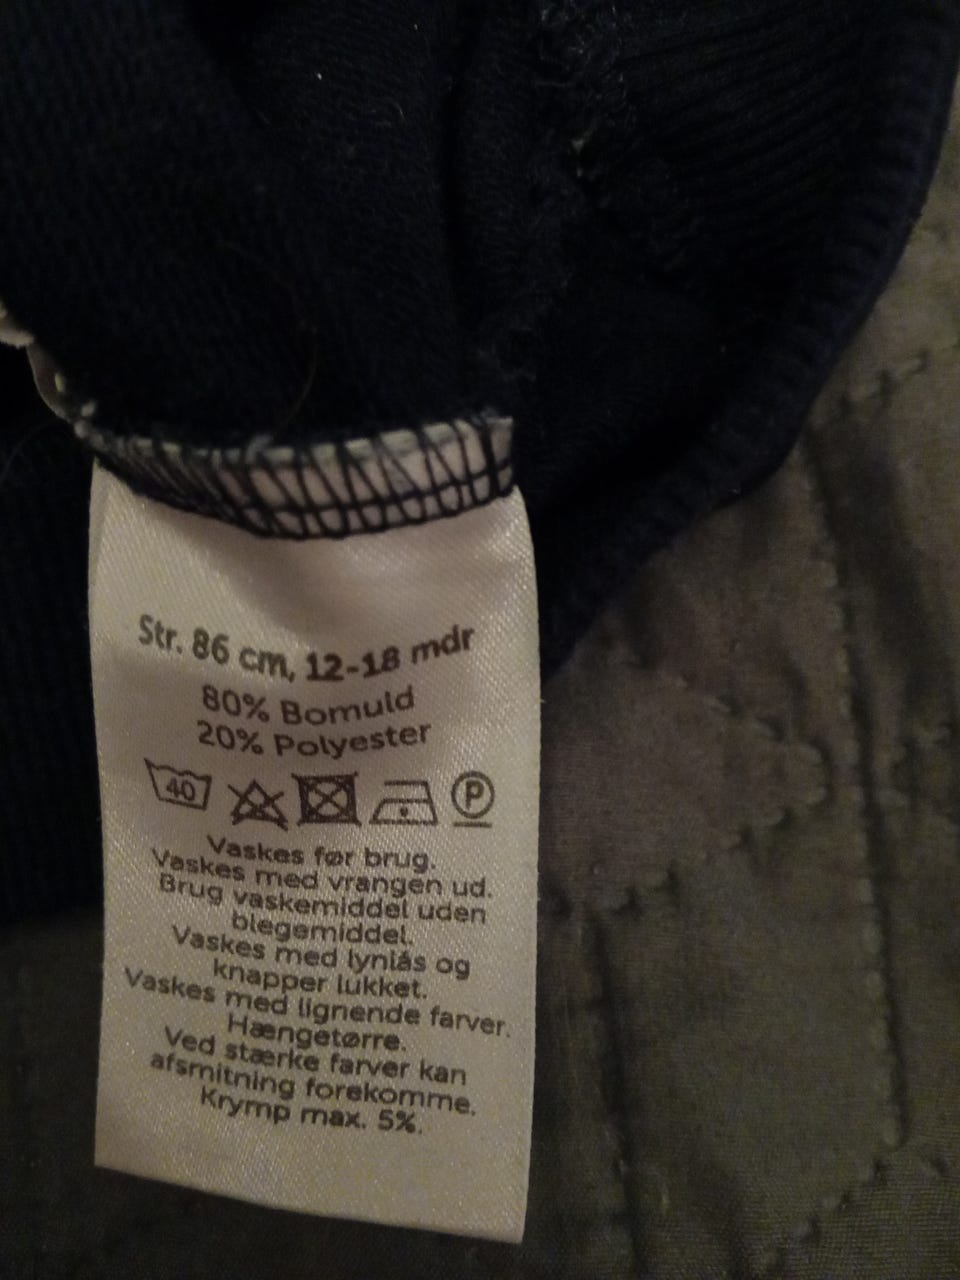 Str. 86 cm, 12-18 mdr
80% Bomuld
20% Polyester
40 P
Vaskes før brug.
Vaskes med vrangen ud.
Brug vaskemiddel uden
blegemiddel.
Vaskes med lynlås og
knapper lukket.
Vaskes med lignende farver.
Hængetørre.
Ved stærke farver kan
afsmitning forekomme.
Krymp max. 5%.